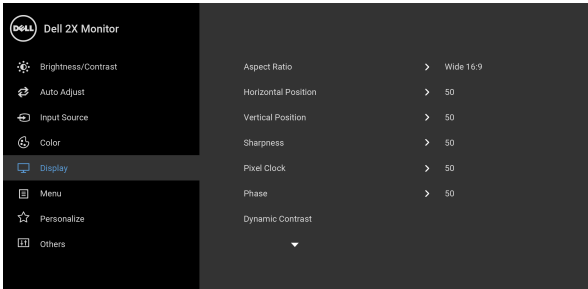 DELL
Dell 2X Monitor
Brightness/Contrast
Auto Adjust
Input Source
Color
Display
Menu
Personalize
Others
Aspect Ratio Wide 16:9
Horizontal Position 50
Vertical Position 50
Sharpness 50
Pixel Clock 50
Phase 50
Dynamic Contrast